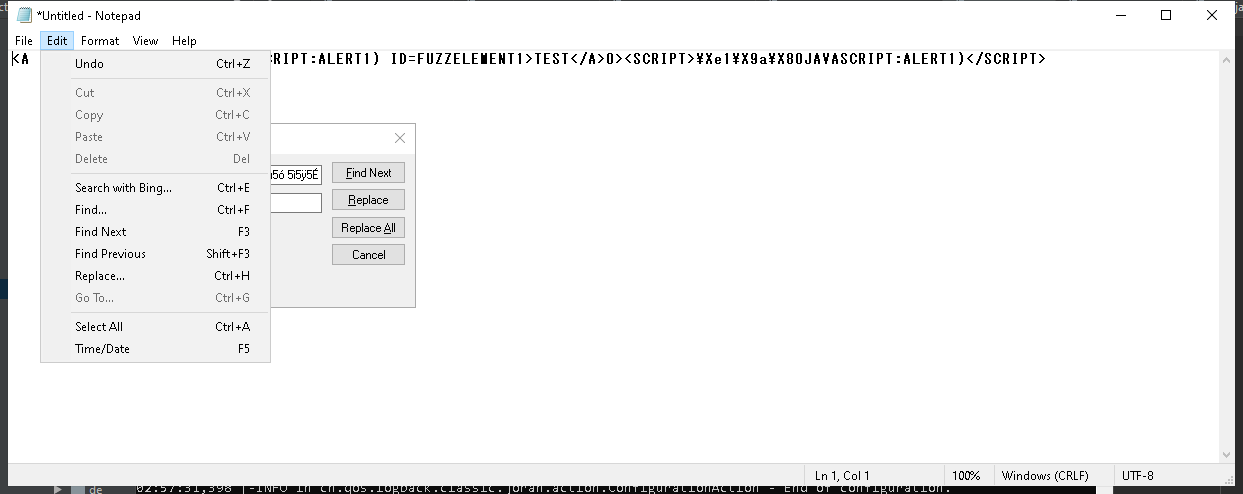 *Untitled - Notepad
File Edit Format View Help
<A RIPT:ALERT1) ID=FUZZELEMENT1>TEST</A>0><SCRIPT>¥Xe1¥X9a¥X80JAVASCRIPT:ALERT1)</SCRIPT>
Undo Ctrl+Z
Cut Ctrl+X
Copy Ctrl+C
Paste Ctrl+V
Delete Del
Search with Bing... Ctrl+E
Find... Ctrl+F
Find Next F3
Find Previous Shift+F3
Replace... Ctrl+H
Go To... Ctrl+G
Select All Ctrl+A
Time/Date F5
Find Next
Replace
Replace All
Cancel
Ln 1, Col 1 100% Windows (CRLF) UTF-8
de 02:57:31,398 |-INFO in ch.qos.logback.classic.joran.action.ConfigurationAction - End of configuration.